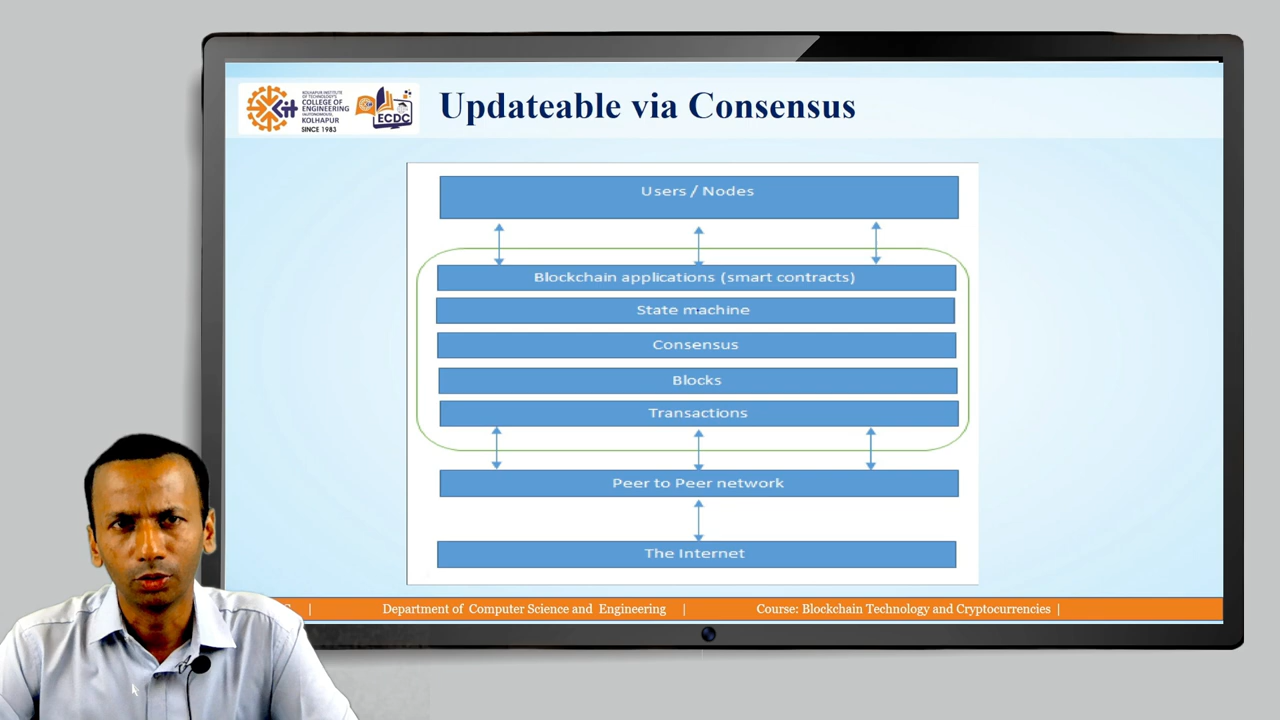 KOLHAPUR INSTITUTE
OF TECHNOLOGY'S
COLLEGE OF
ENGINEERING
(AUTONOMOUS),
KOLHAPUR
SINCE 1983
ECDC
Updateable via Consensus
Users / Nodes
Blockchain applications (smart contracts)
State machine
Consensus
Blocks
Transactions
Peer to Peer network
The Internet
| Department of Computer Science and Engineering | Course: Blockchain Technology and Cryptocurrencies |